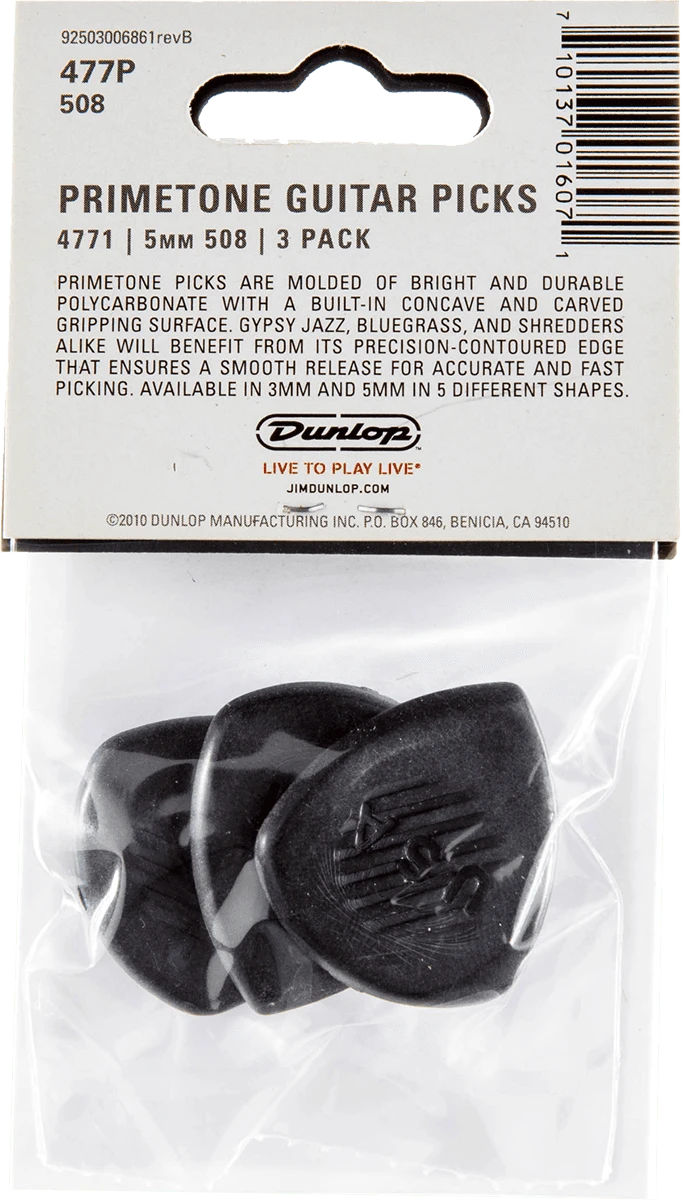 92503006861revB
477P
508
7 10137 01607 1
PRIMETONE GUITAR PICKS
4771 | 5MM 508 | 3 PACK
PRIMETONE PICKS ARE MOLDED OF BRIGHT AND DURABLE
POLYCARBONATE WITH A BUILT-IN CONCAVE AND CARVED
GRIPPING SURFACE. GYPSY JAZZ, BLUEGRASS, AND SHREDDERS
ALIKE WILL BENEFIT FROM ITS PRECISION-CONTOURED EDGE
THAT ENSURES A SMOOTH RELEASE FOR ACCURATE AND FAST
PICKING. AVAILABLE IN 3MM AND 5MM IN 5 DIFFERENT SHAPES.
Dunlop™
LIVE TO PLAY LIVE®
JIMDUNLOP.COM
©2010 DUNLOP MANUFACTURING INC. P.O. BOX 846, BENICIA, CA 94510
USA